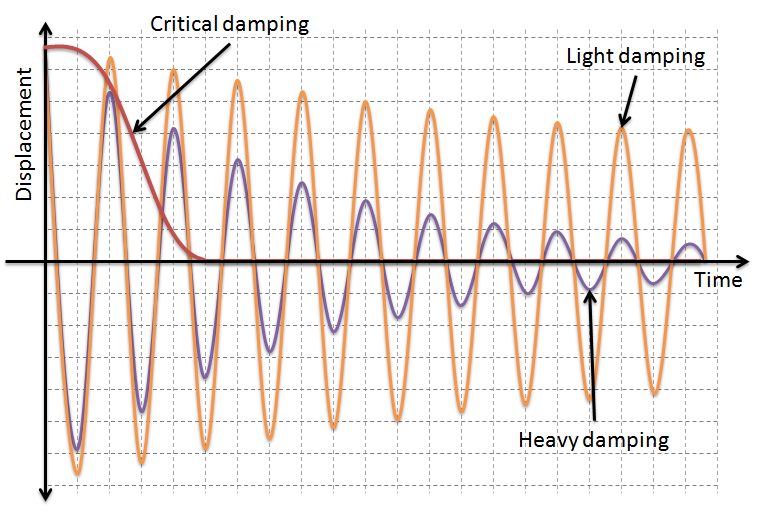 Critical damping
Light damping
Displacement
Time
Heavy damping